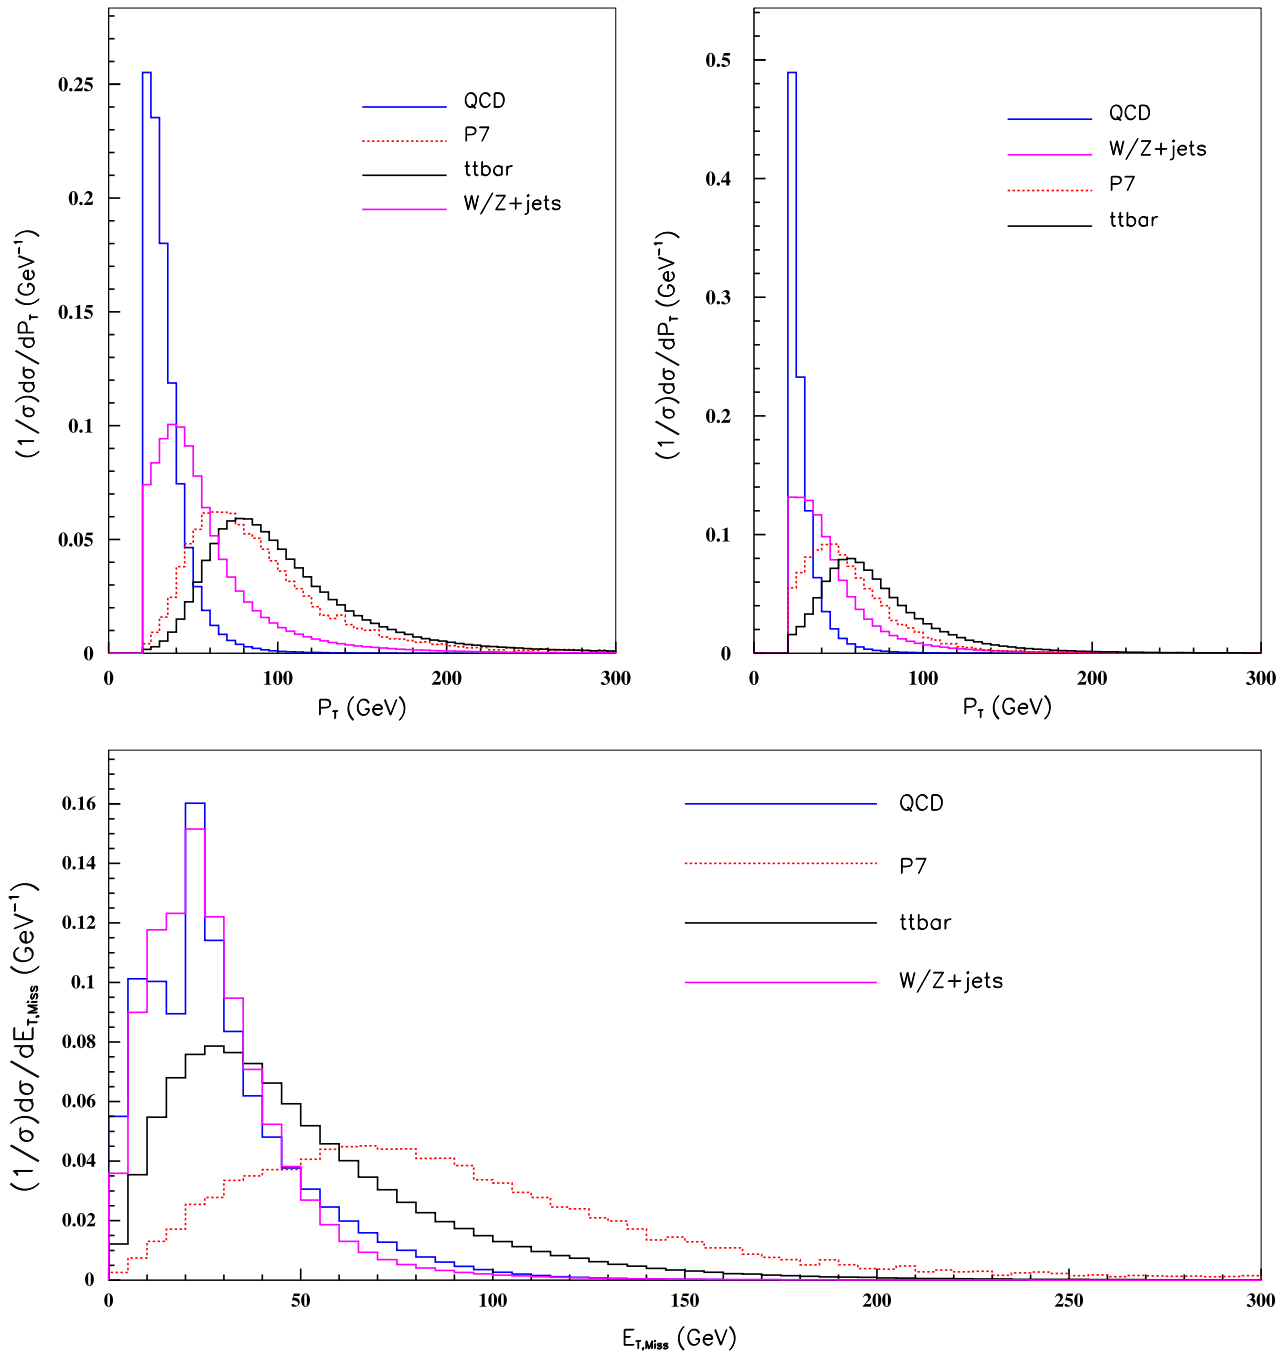 (1/σ)dσ/dP_T (GeV⁻¹)
0.25
0.2
0.15
0.1
0.05
0
QCD
P7
ttbar
W/Z+jets
0 100 200 300
P_T (GeV)
(1/σ)dσ/dP_T (GeV⁻¹)
0.5
0.4
0.3
0.2
0.1
0
QCD
W/Z+jets
P7
ttbar
0 100 200 300
P_T (GeV)
(1/σ)dσ/dE_T,Miss (GeV⁻¹)
0.16
0.14
0.12
0.1
0.08
0.06
0.04
0.02
0
QCD
P7
ttbar
W/Z+jets
0 50 100 150 200 250 300
E_T,Miss (GeV)